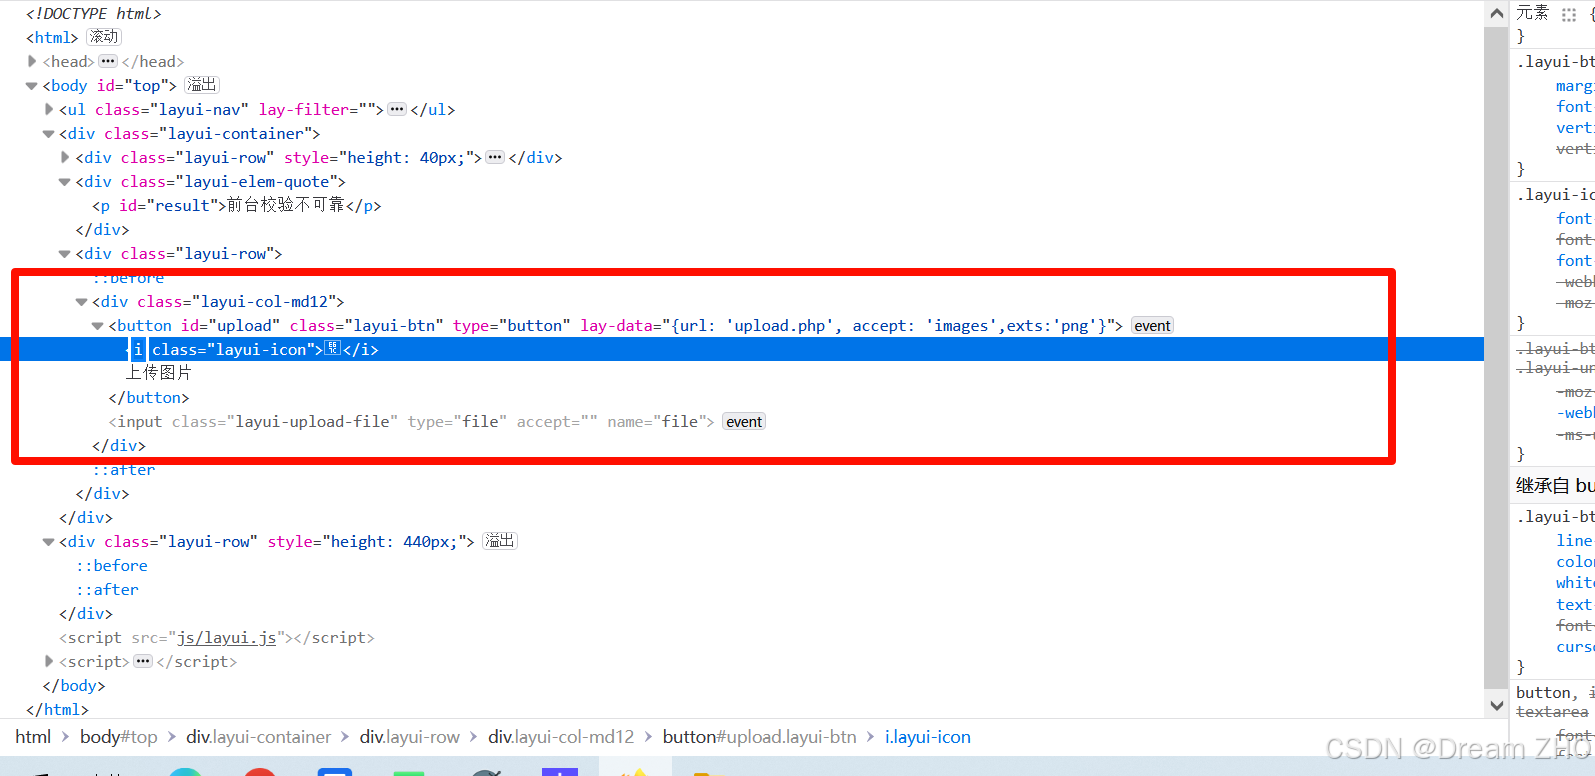 <!DOCTYPE html>
<html> 滚动
<head> ••• </head>
<body id="top"> 溢出
<ul class="layui-nav" lay-filter=""> ••• </ul>
<div class="layui-container">
<div class="layui-row" style="height: 40px;"> ••• </div>
<div class="layui-elem-quote">
<p id="result">前台校验不可靠</p>
</div>
<div class="layui-row">
::before
<div class="layui-col-md12">
<button id="upload" class="layui-btn" type="button" lay-data="{url: 'upload.php', accept: 'images',exts:'png'}"> event
<i class="layui-icon"></i>
上传图片
</button>
<input class="layui-upload-file" type="file" accept="" name="file"> event
</div>
::after
</div>
</div>
<div class="layui-row" style="height: 440px;"> 溢出
::before
::after
</div>
<script src="js/layui.js"></script>
<script> ••• </script>
</body>
</html>
html > body#top > div.layui-container > div.layui-row > div.layui-col-md12 > button#upload.layui-btn > i.layui-icon
元素 {
}
.layui-bt
marg
font
vert
vert
}
.layui-ic
font
font
font
-webk
-moz
}
.layui-bt
.layui-un
-moz
-webk
-ms-u
}
继承自 bu
.layui-bt
line
color
white
text
font
curs
}
button, i
textarea
font
CSDN @Dream ZHO